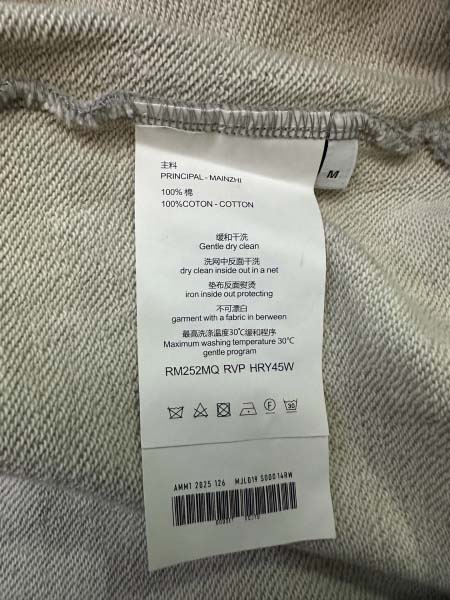 主料
PRINCIPAL - MAINZHI
100% 棉
100%COTON - COTTON
M
缓和干洗
Gentle dry clean
洗网中反面干洗
dry clean inside out in a net
垫布反面熨烫
iron inside out protecting
不可漂白
garment with a fabric in berween
最高洗涤温度30℃缓和程序
Maximum washing temperature 30℃
gentle program
RM252MQ RVP HRY45W
F
30
AMM1 2025 126 MJL019 S00014BW